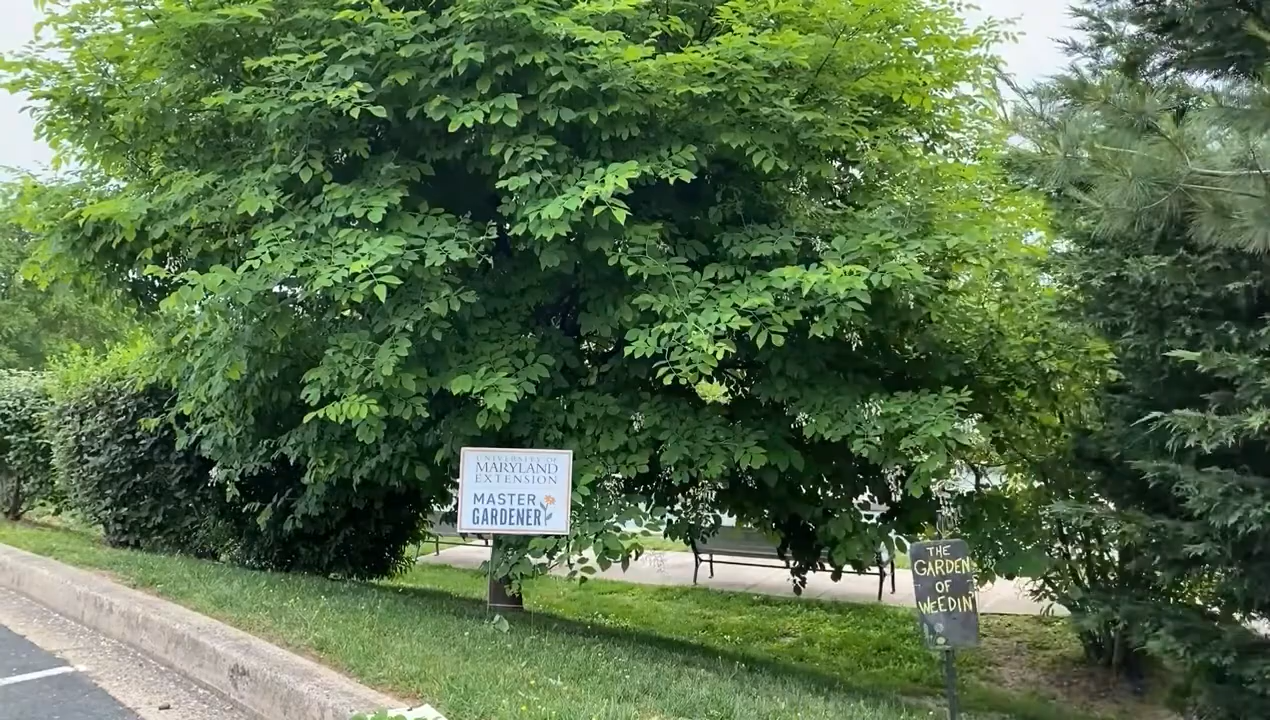 UNIVERSITY OF
MARYLAND
EXTENSION
MASTER
GARDENER
THE
GARDEN
OF
WEEDIN'